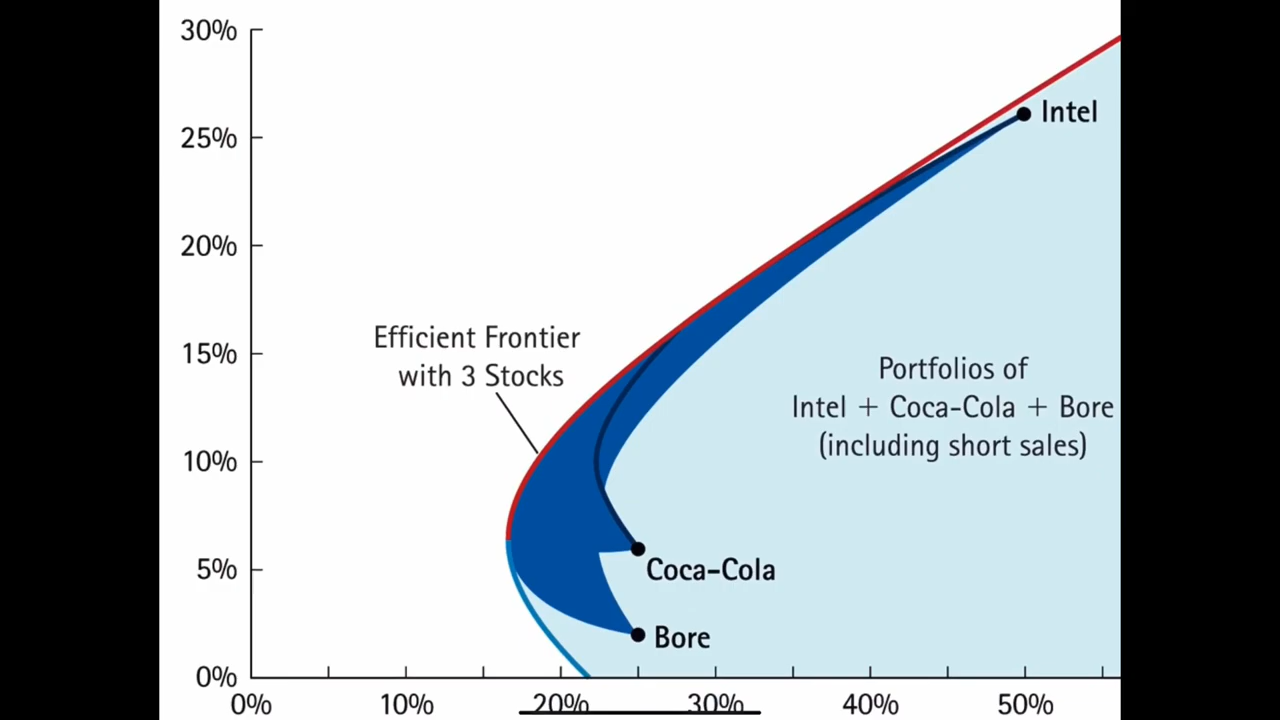 30%
Intel
25%
20%
Efficient Frontier
with 3 Stocks
15%
Portfolios of
Intel + Coca-Cola + Bore
(including short sales)
10%
5%
Coca-Cola
Bore
0%
0% 10% 20% 30% 40% 50%